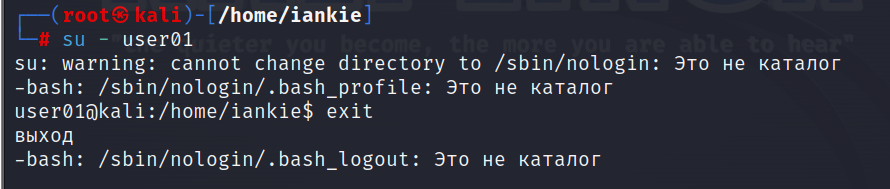 ┌──(root㉿kali)-[/home/iankie]
└─# su - user01
su: warning: cannot change directory to /sbin/nologin: Это не каталог
-bash: /sbin/nologin/.bash_profile: Это не каталог
user01@kali:/home/iankie$ exit
выход
-bash: /sbin/nologin/.bash_logout: Это не каталог
"the quieter you become, the more you are able to hear"